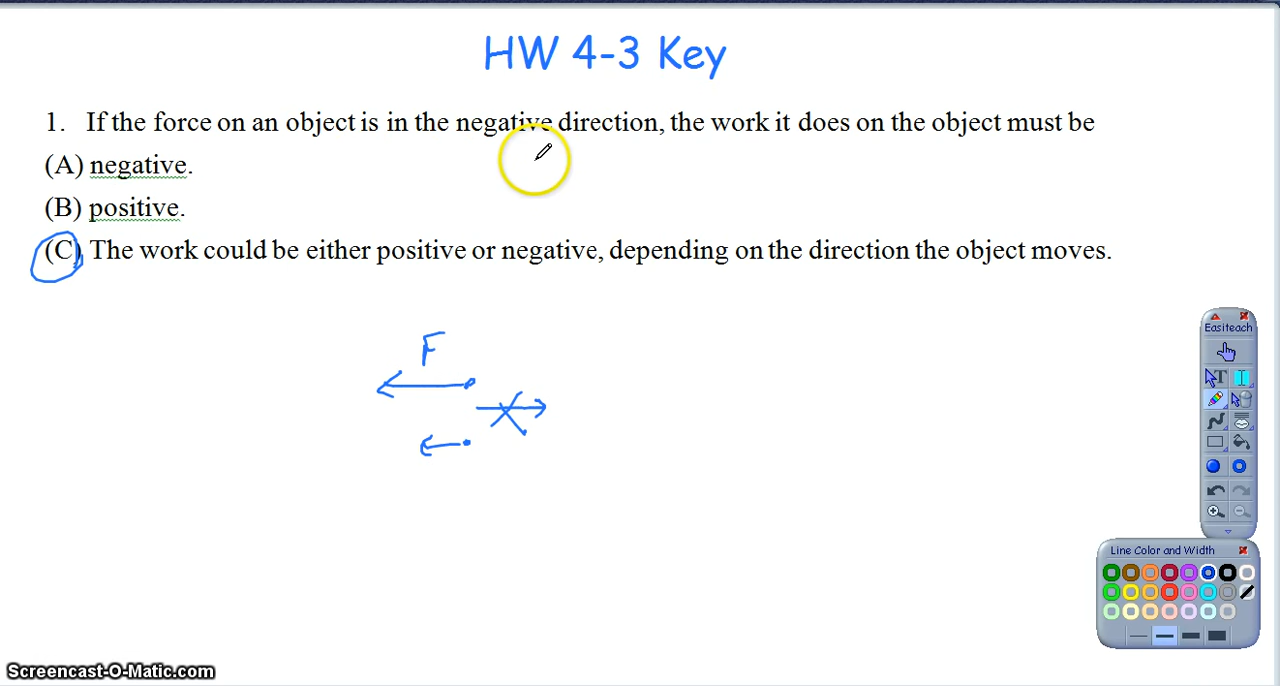 HW 4-3 Key
1. If the force on an object is in the negative direction, the work it does on the object must be
(A) negative.
(B) positive.
(C) The work could be either positive or negative, depending on the direction the object moves.
F
Easiteach
T
Line Color and Width
Screencast-O-Matic.com